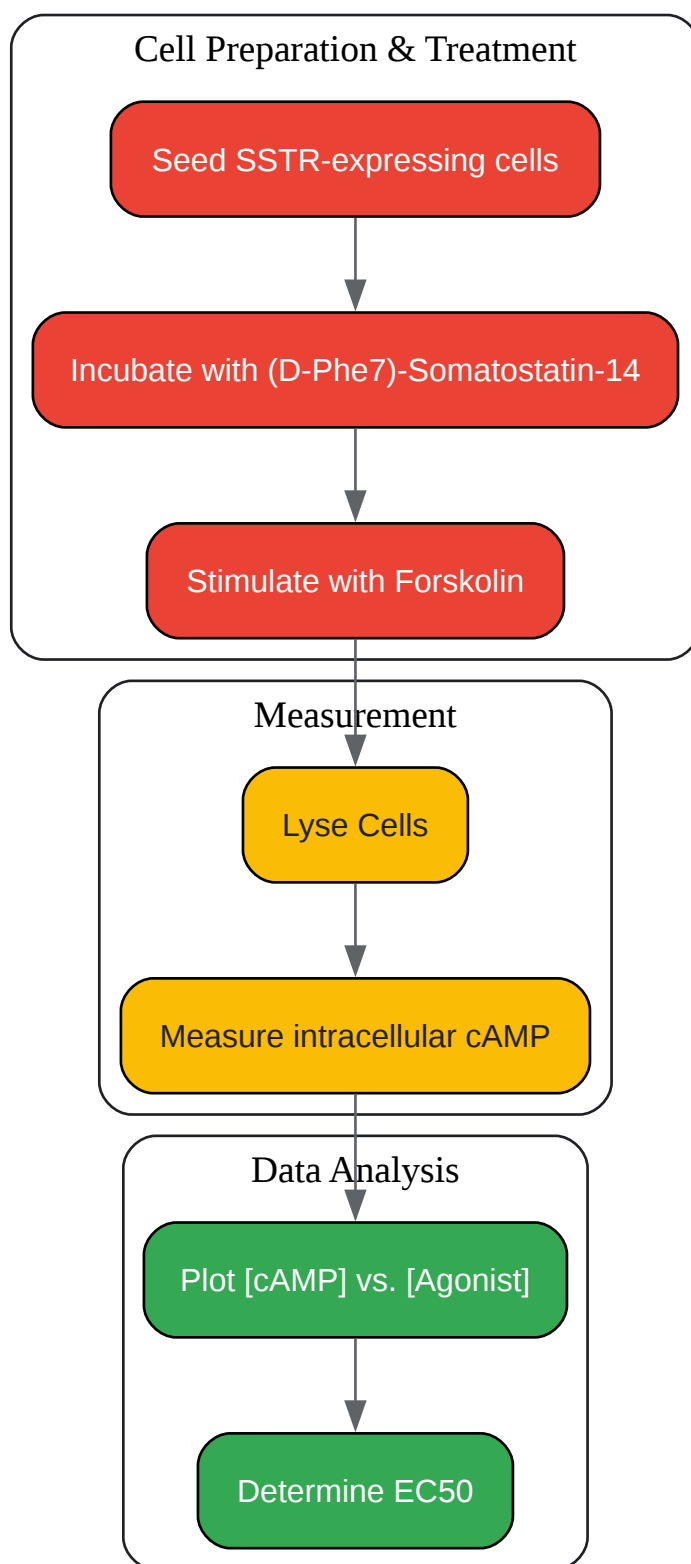 Cell Preparation & Treatment
Seed SSTR-expressing cells
Incubate with (D-Phe7)-Somatostatin-14
Stimulate with Forskolin
Measurement
Lyse Cells
Measure intracellular cAMP
Data Analysis
Plot [cAMP] vs. [Agonist]
Determine EC50